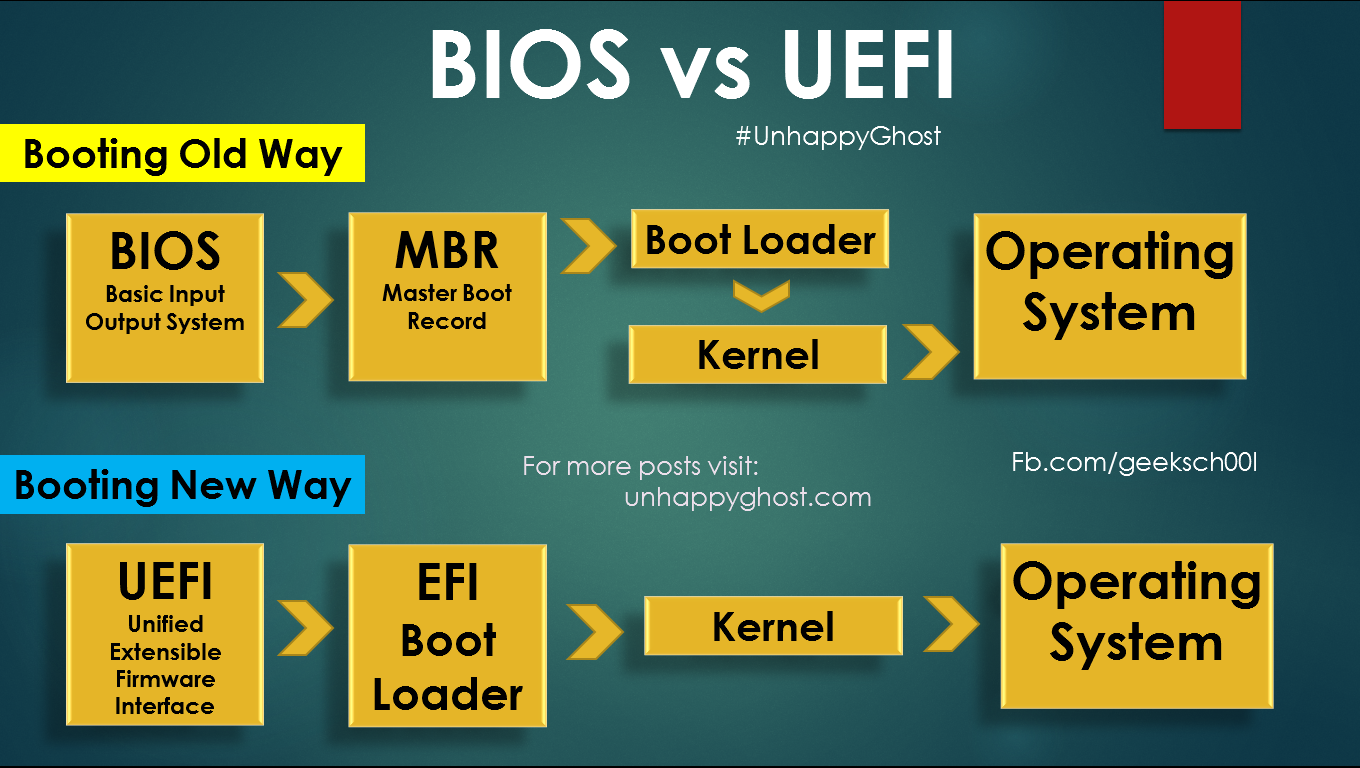 BIOS vs UEFI
#UnhappyGhost
Booting Old Way
BIOS
Basic Input
Output System
MBR
Master Boot
Record
Boot Loader
Kernel
Operating
System
Booting New Way
For more posts visit:
unhappyghost.com
Fb.com/geeksch00l
UEFI
Unified
Extensible
Firmware
Interface
EFI
Boot
Loader
Kernel
Operating
System